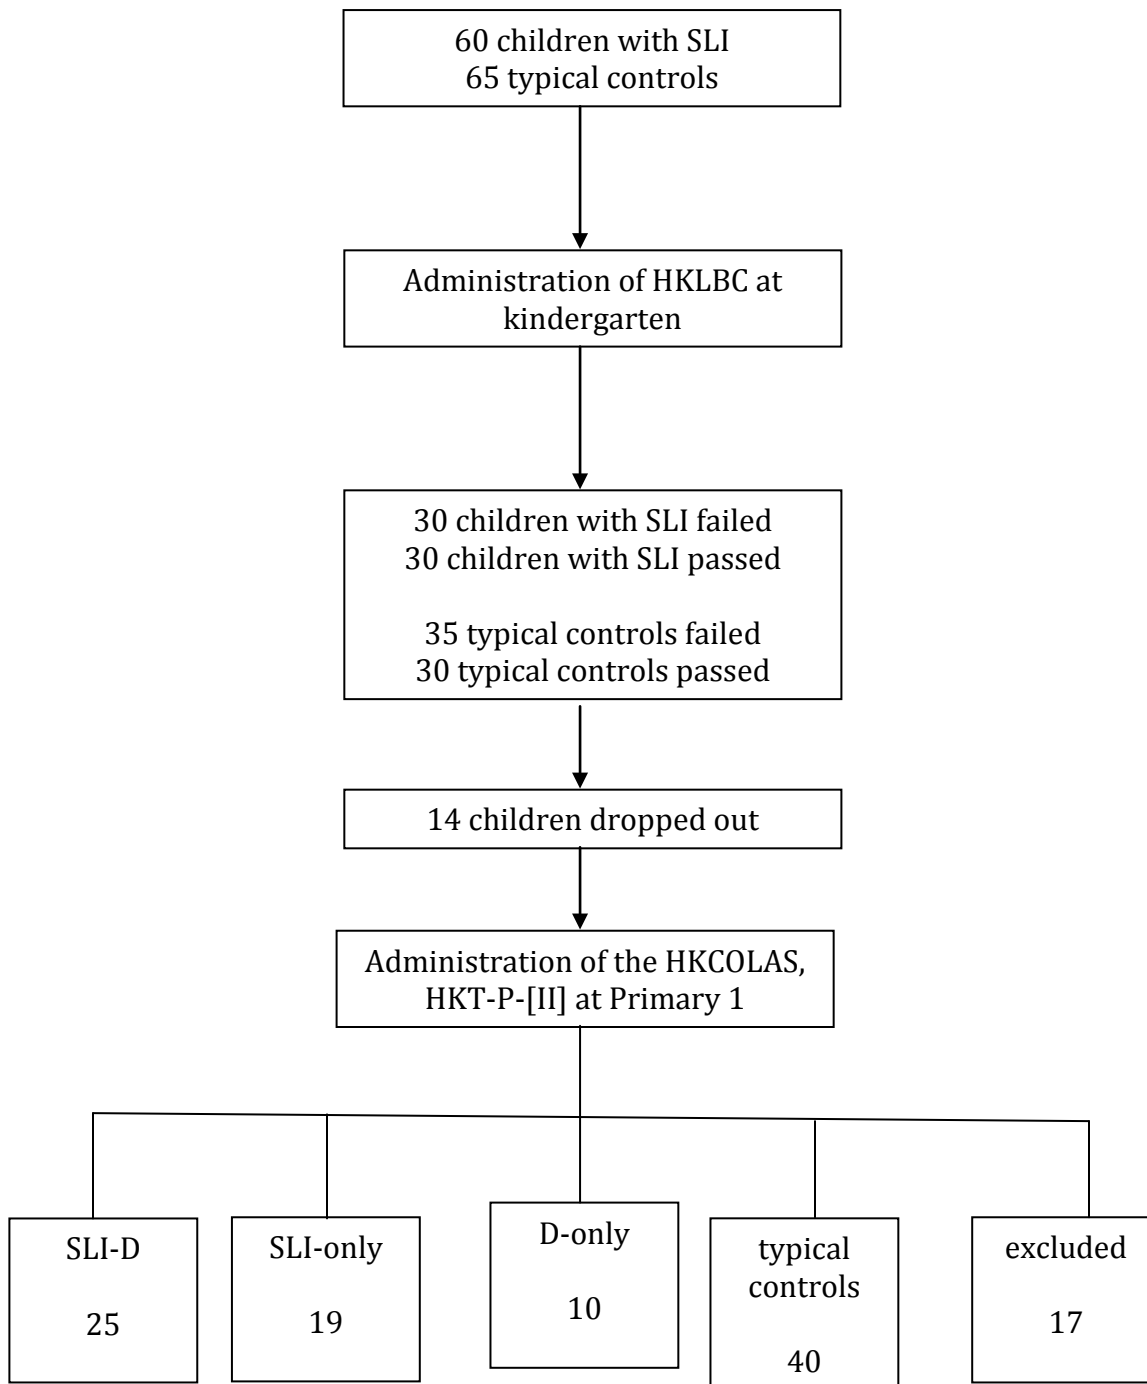 60 children with SLI
65 typical controls
Administration of HKLBC at
kindergarten
30 children with SLI failed
30 children with SLI passed
35 typical controls failed
30 typical controls passed
14 children dropped out
Administration of the HKCOLAS,
HKT-P-[II] at Primary 1
SLI-D
25
SLI-only
19
D-only
10
typical
controls
40
excluded
17